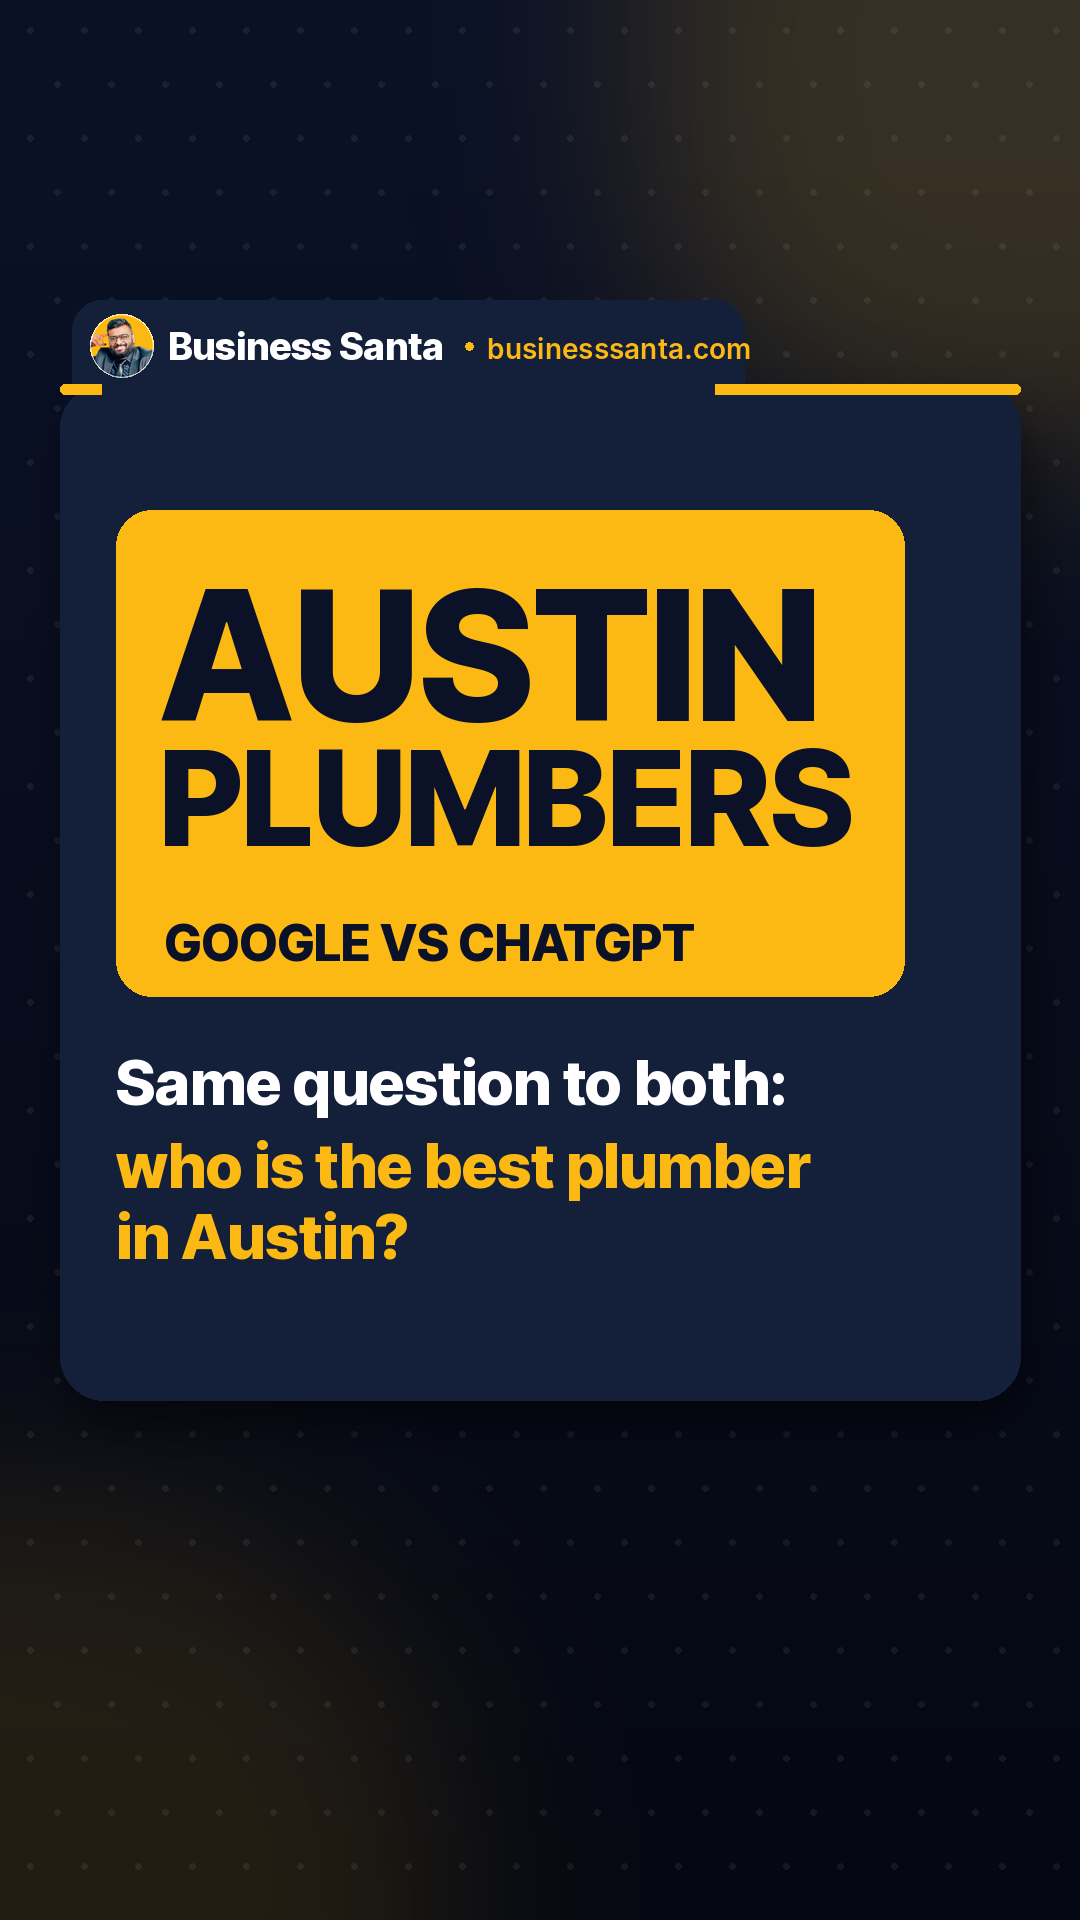 Business Santa • businesssanta.com
AUSTIN
PLUMBERS
GOOGLE VS CHATGPT
Same question to both:
who is the best plumber
in Austin?